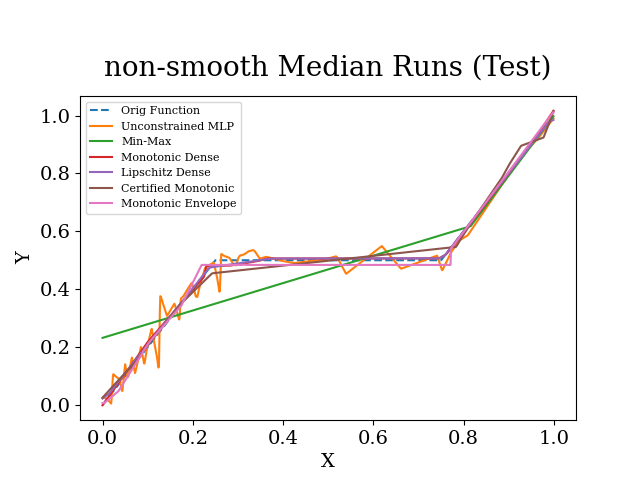 non-smooth Median Runs (Test)
Orig Function
Unconstrained MLP
Min-Max
Monotonic Dense
Lipschitz Dense
Certified Monotonic
Monotonic Envelope
Y
1.0
0.8
0.6
0.4
0.2
0.0
0.0 0.2 0.4 0.6 0.8 1.0
X